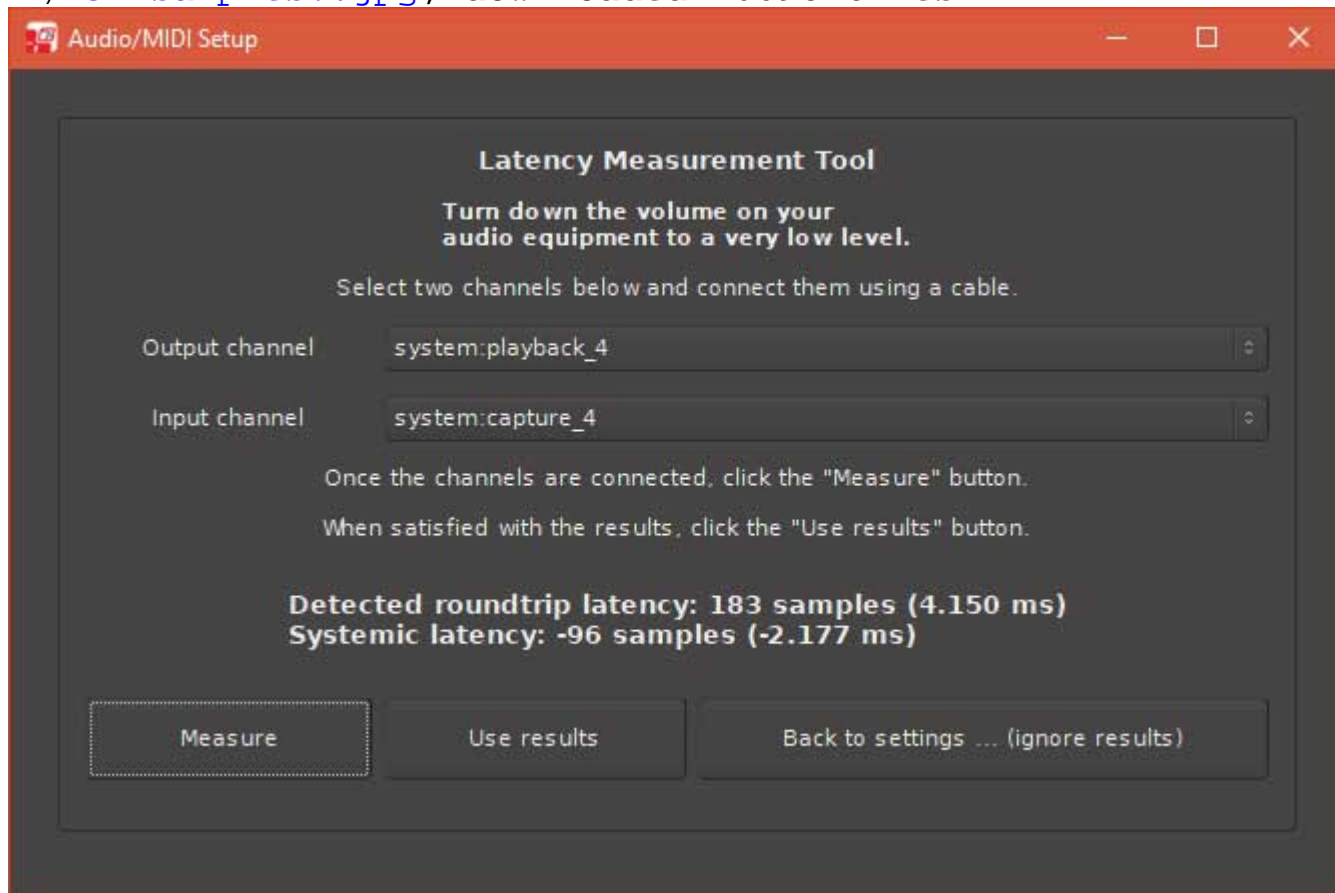 Audio/MIDI Setup
Latency Measurement Tool
Turn down the volume on your
audio equipment to a very low level.
Select two channels below and connect them using a cable.
Output channel
system:playback_4
Input channel
system:capture_4
Once the channels are connected, click the "Measure" button.
When satisfied with the results, click the "Use results" button.
Detected roundtrip latency: 183 samples (4.150 ms)
Systemic latency: -96 samples (-2.177 ms)
Measure
Use results
Back to settings ... (ignore results)